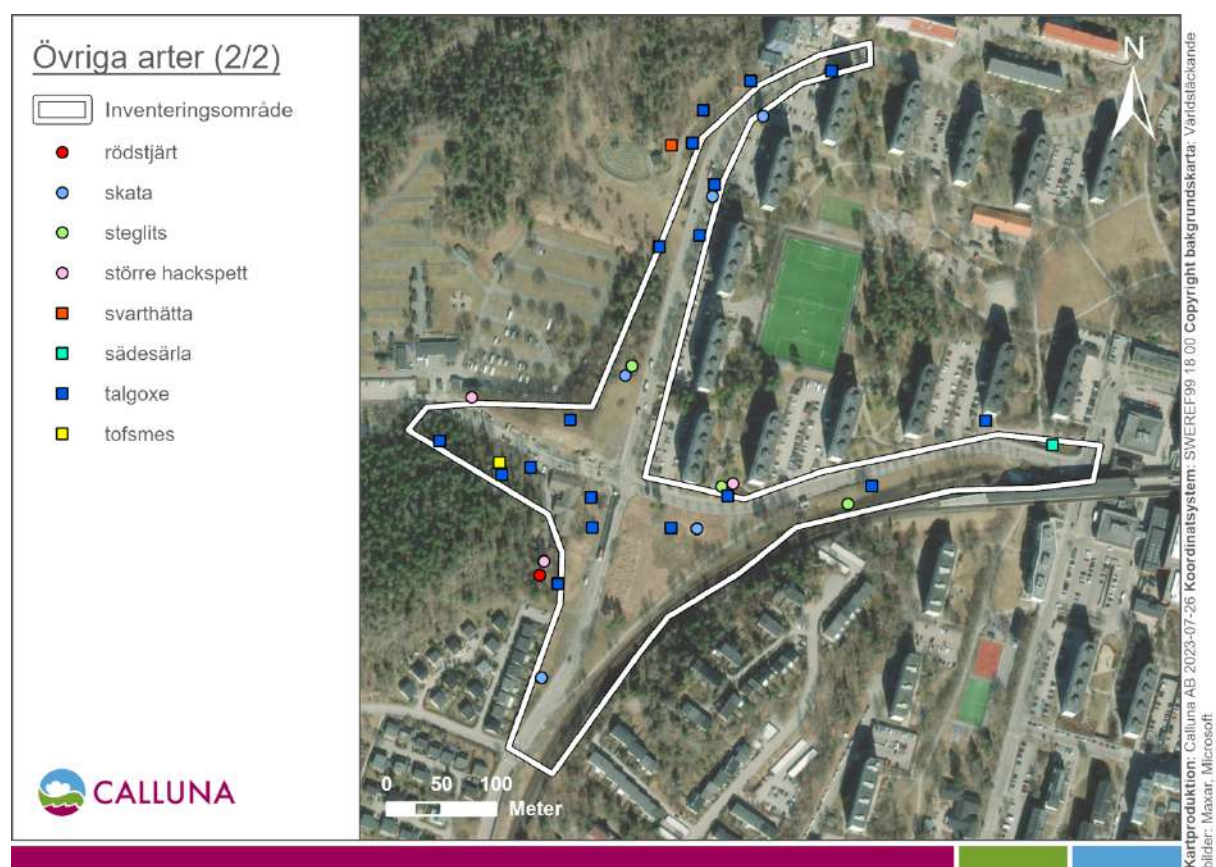 Övriga arter (2/2)
Inventeringsområde
rödstjärt
skata
steglits
större hackspett
svarthätta
sädesärla
talgoxe
tofsmes
CALLUNA
N
0 50 100
Meter
Kartproduktion: Calluna AB 2023-07-26 Koordinatsystem: SWEREF99 18 00 Copyright bakgrundskarta: Världstäckande
bilder: Maxar, Microsoft